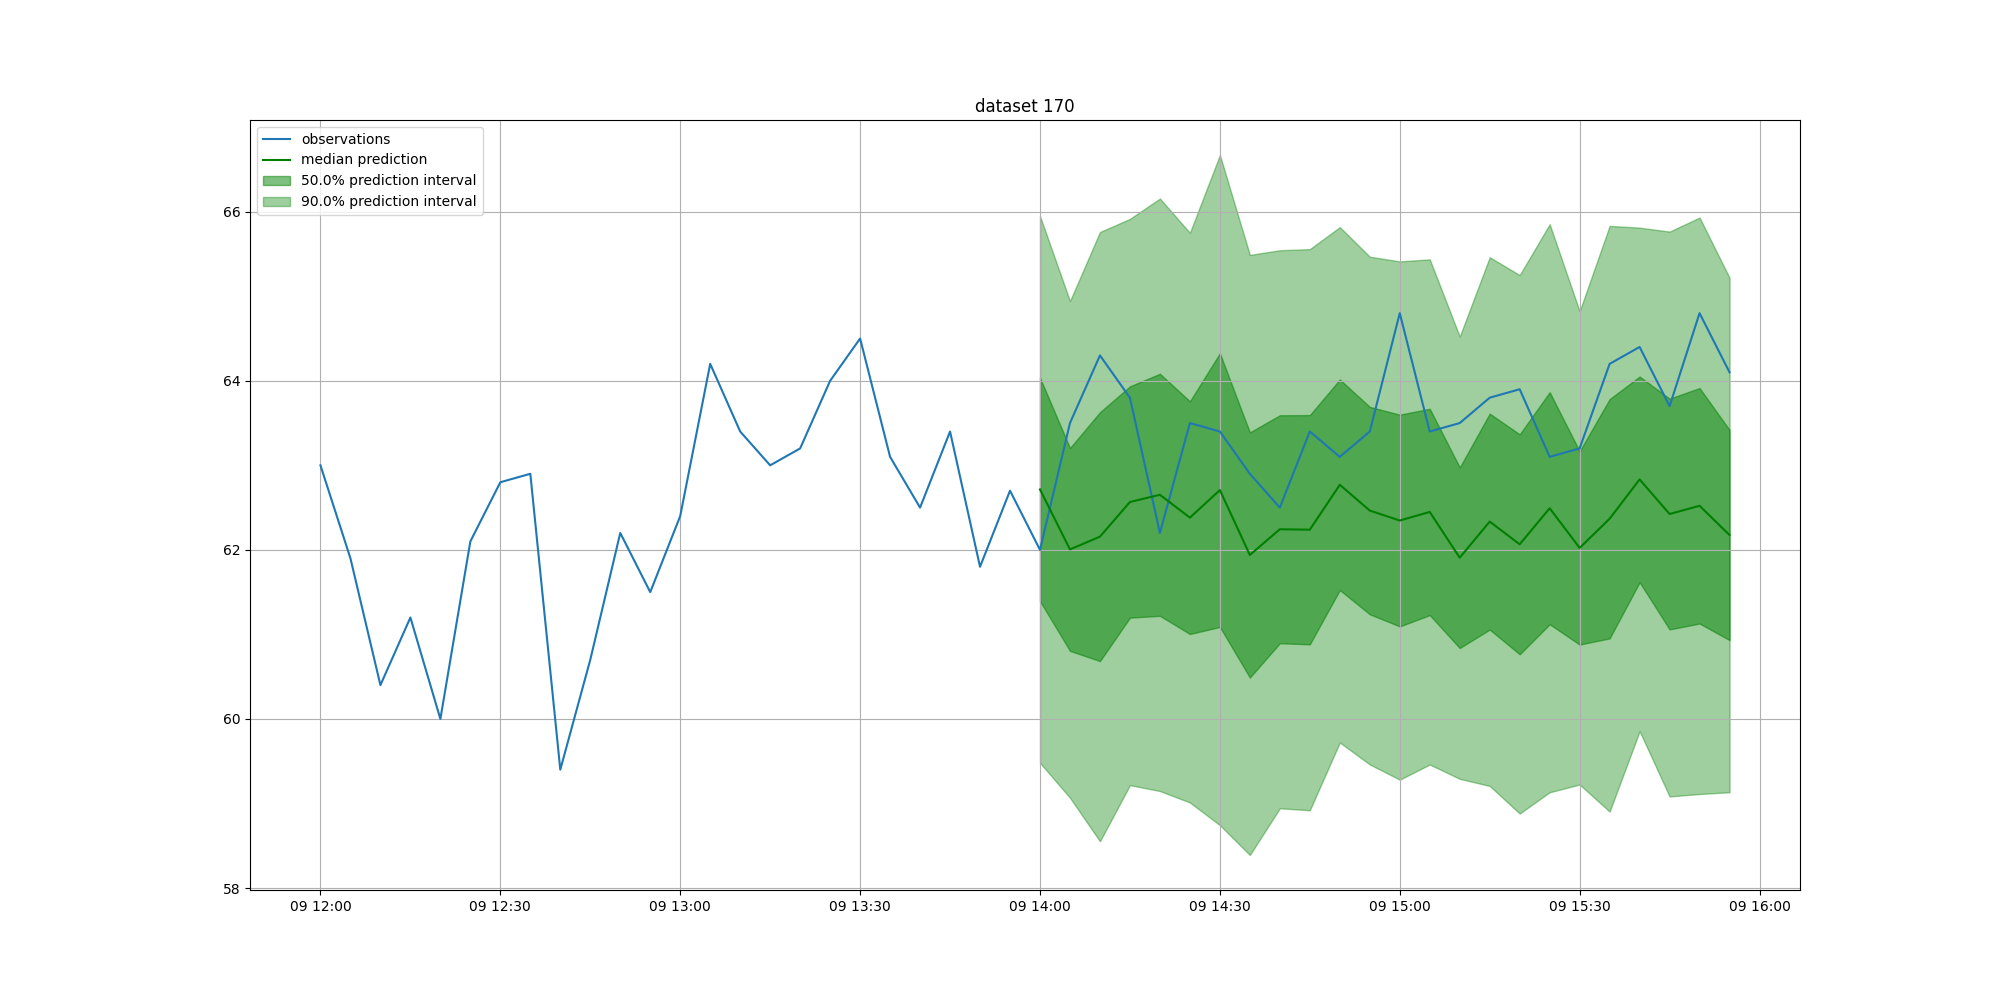 dataset 170
observations
median prediction
50.0% prediction interval
90.0% prediction interval
66
64
62
60
58
09 12:00 09 12:30 09 13:00 09 13:30 09 14:00 09 14:30 09 15:00 09 15:30 09 16:00